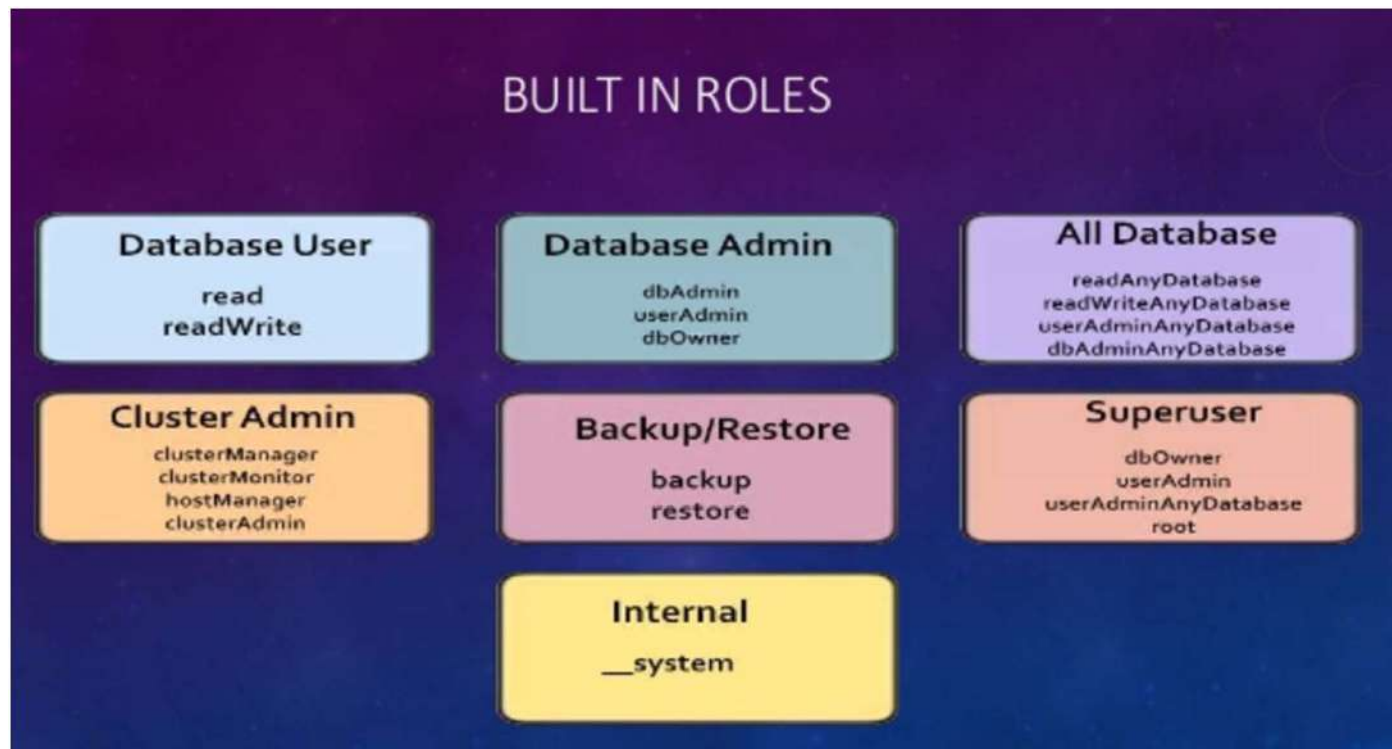 BUILT IN ROLES
Database User
read
readWrite
Database Admin
dbAdmin
userAdmin
dbOwner
All Database
readAnyDatabase
readWriteAnyDatabase
userAdminAnyDatabase
dbAdminAnyDatabase
Cluster Admin
clusterManager
clusterMonitor
hostManager
clusterAdmin
Backup/Restore
backup
restore
Superuser
dbOwner
userAdmin
userAdminAnyDatabase
root
Internal
__system